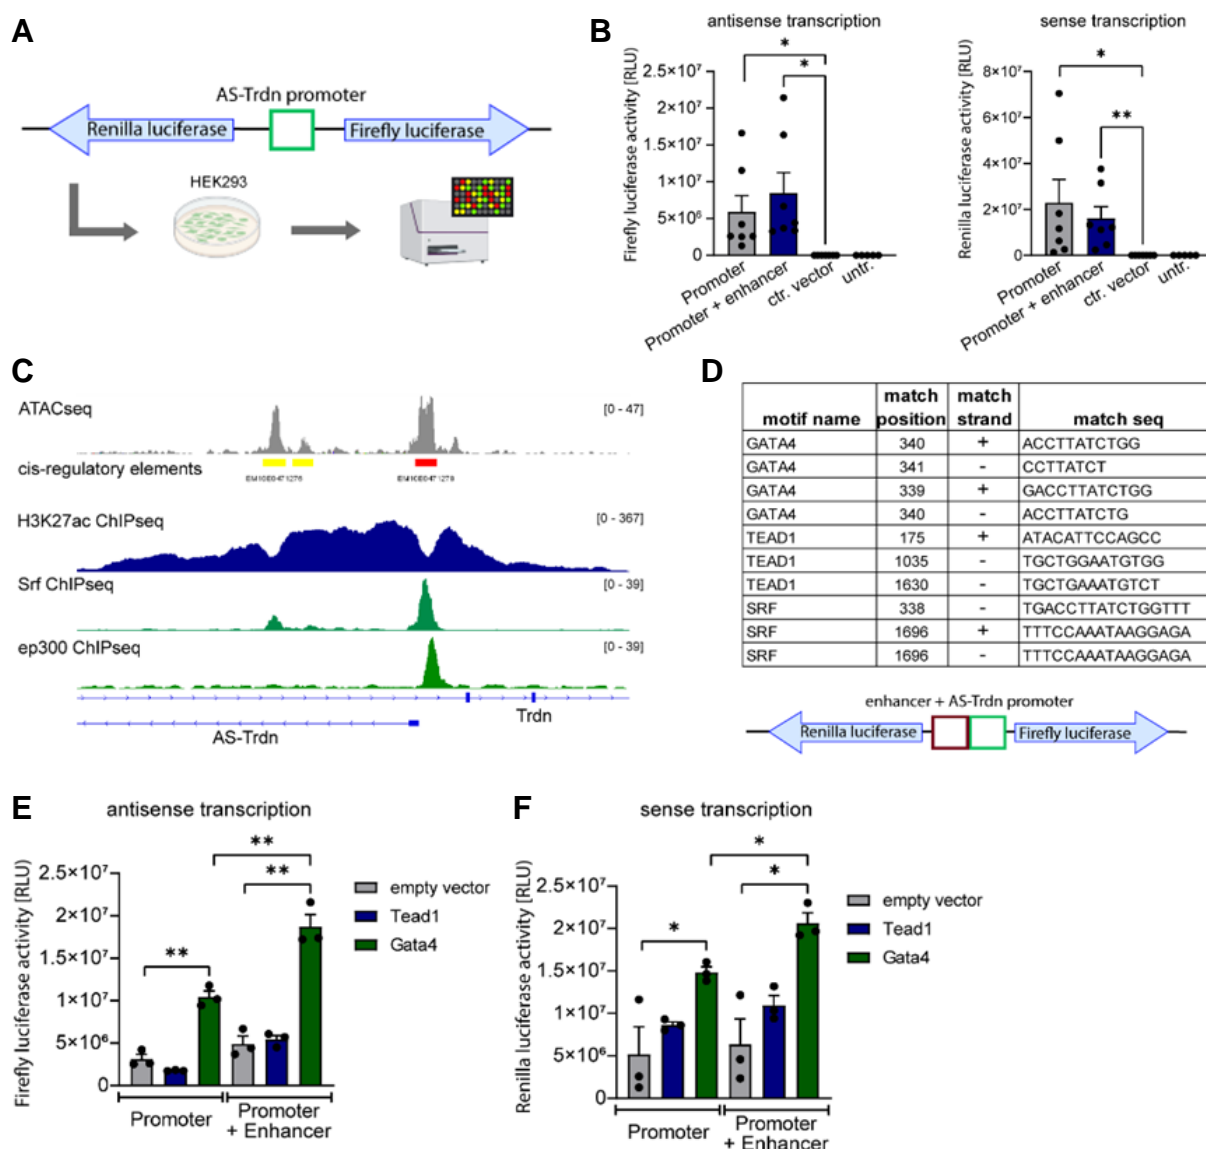 A
AS-Trdn promoter
Renilla luciferase
Firefly luciferase
HEK293
B
antisense transcription
Firefly luciferase activity [RLU]
2.5×10⁷
2×10⁷
1.5×10⁷
1×10⁷
5×10⁶
0
*
*
Promoter
Promoter + enhancer
ctr. vector
untr.
sense transcription
Renilla luciferase activity [RLU]
8×10⁷
6×10⁷
4×10⁷
2×10⁷
0
*
**
Promoter
Promoter + enhancer
ctr. vector
untr.
C
ATACseq [0 - 47]
cis-regulatory elements
EM10E0471276 EM10E0471278
H3K27ac ChIPseq [0 - 367]
Srf ChIPseq [0 - 39]
ep300 ChIPseq [0 - 39]
Trdn
AS-Trdn
D
motif name match position match strand match seq
GATA4 340 + ACCTTATCTGG
GATA4 341 - CCTTATCT
GATA4 339 + GACCTTATCTGG
GATA4 340 - ACCTTATCTG
TEAD1 175 + ATACATTCCAGCC
TEAD1 1035 - TGCTGGAATGTGG
TEAD1 1630 - TGCTGAAATGTCT
SRF 338 - TGACCTTATCTGGTTT
SRF 1696 + TTTCCAAATAAGGAGA
SRF 1696 - TTTCCAAATAAGGAGA
enhancer + AS-Trdn promoter
Renilla luciferase
Firefly luciferase
E
antisense transcription
Firefly luciferase activity [RLU]
2.5×10⁷
2×10⁷
1.5×10⁷
1×10⁷
5×10⁶
0
**
**
**
empty vector
Tead1
Gata4
Promoter
Promoter
+ Enhancer
F
sense transcription
Renilla luciferase activity [RLU]
2.5×10⁷
2×10⁷
1.5×10⁷
1×10⁷
5×10⁶
0
*
*
*
empty vector
Tead1
Gata4
Promoter
Promoter
+ Enhancer